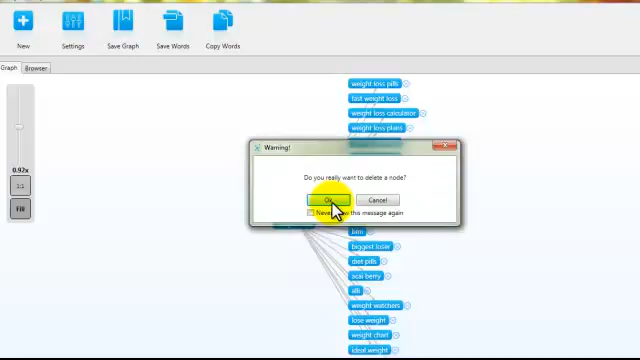 New
Settings
Save Graph
Save Words
Copy Words
Graph
Browser
0.92x
1:1
Fill
weight loss pills
fast weight loss
weight loss calculator
weight loss plans
Warning!
Do you really want to delete a node?
Cancel
this message again
biggest loser
diet pills
acai berry
alli
weight watchers
lose weight
weight chart
ideal weight